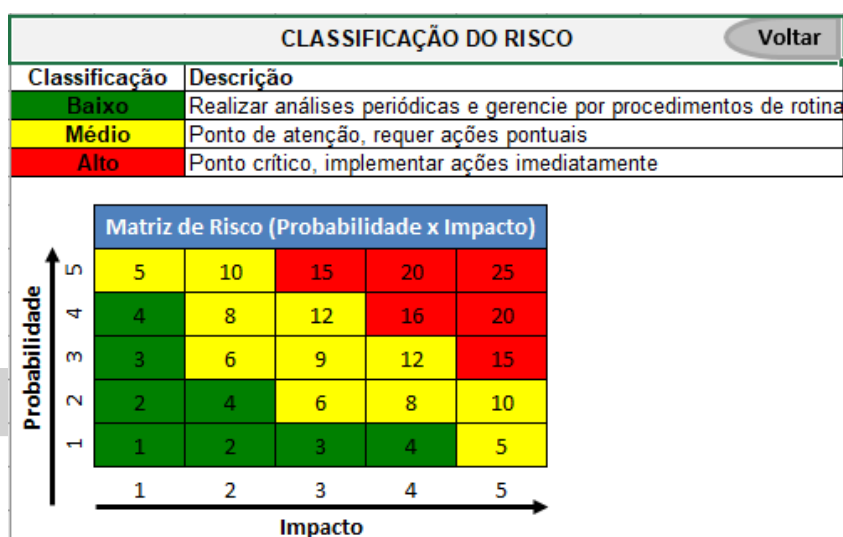 CLASSIFICAÇÃO DO RISCO Voltar
Classificação Descrição
Baixo Realizar análises periódicas e gerencie por procedimentos de rotina
Médio Ponto de atenção, requer ações pontuais
Alto Ponto crítico, implementar ações imediatamente
Matriz de Risco (Probabilidade x Impacto)
Probabilidade
5 5 10 15 20 25
4 4 8 12 16 20
3 3 6 9 12 15
2 2 4 6 8 10
1 1 2 3 4 5
1 2 3 4 5
Impacto